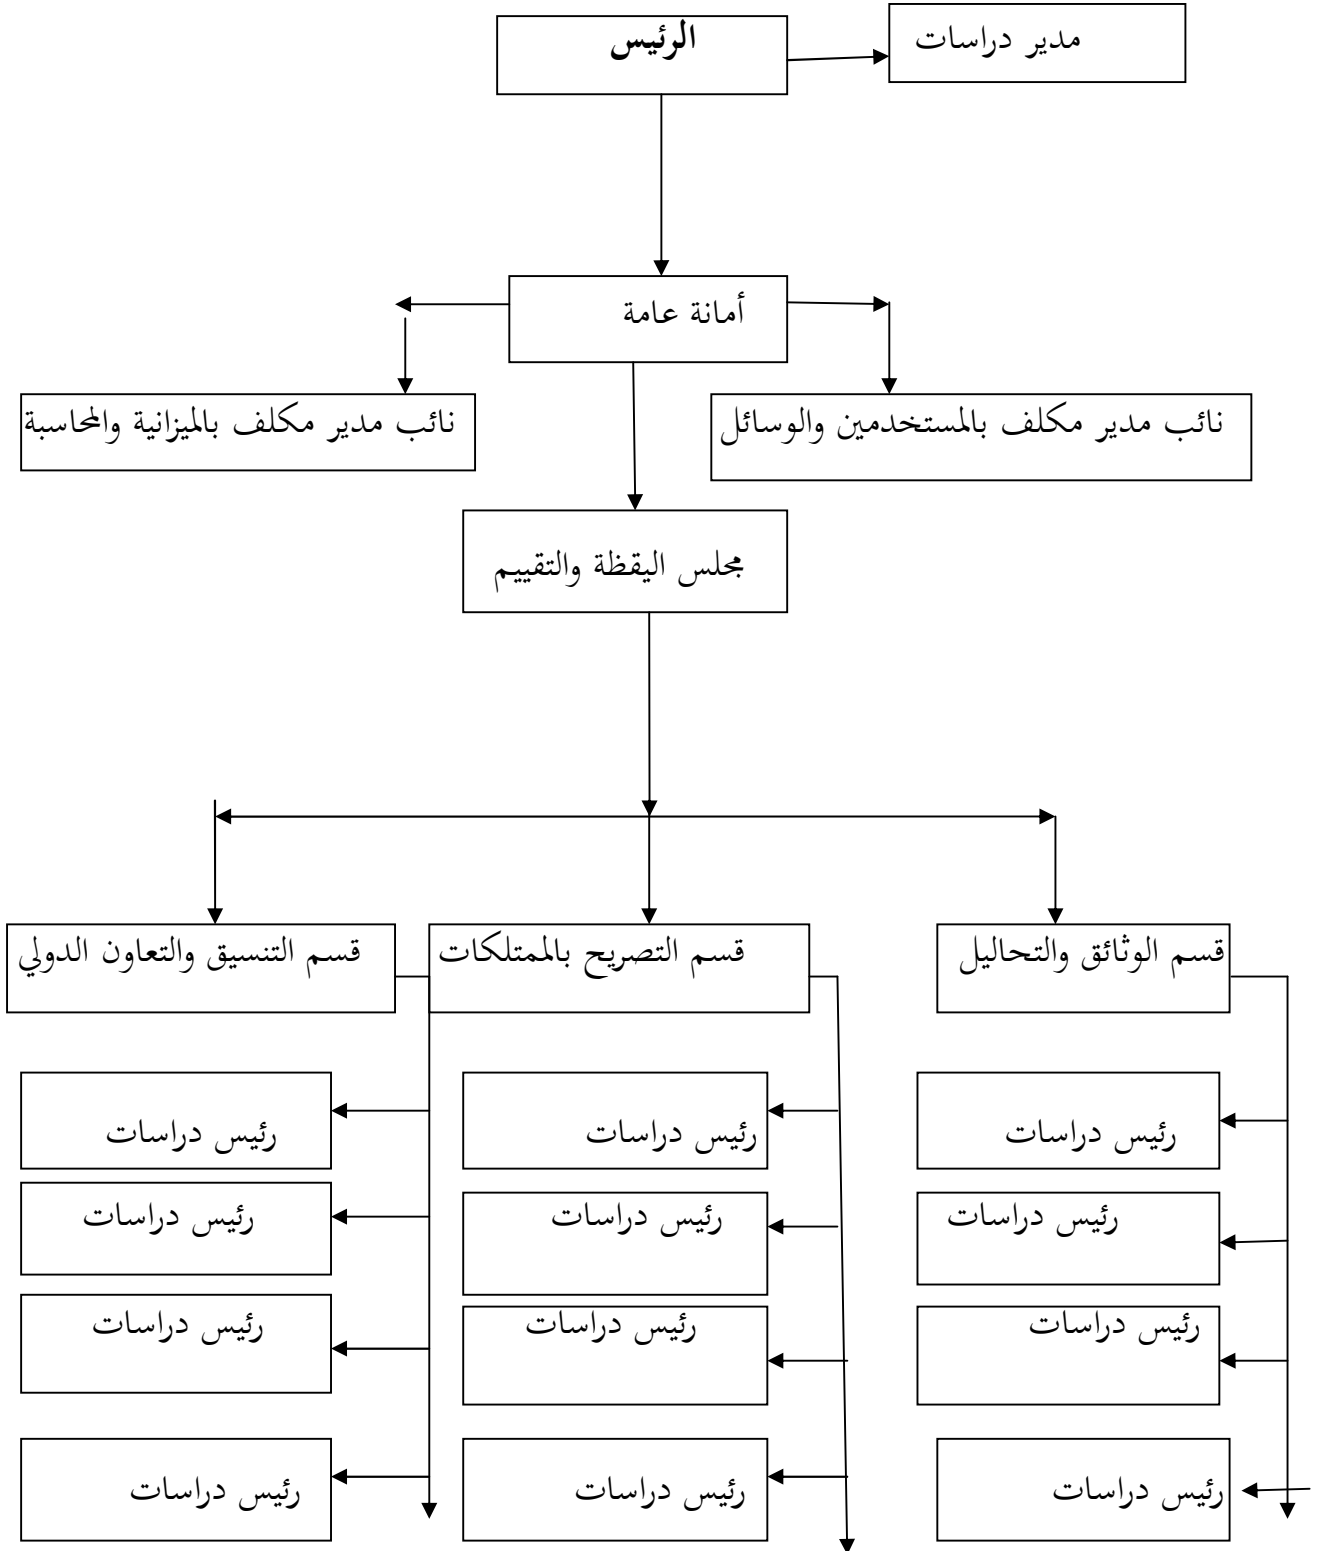 الرئيس
مدير دراسات
أمانة عامة
نائب مدير مكلف بالمستخدمين والوسائل
نائب مدير مكلف بالميزانية والمحاسبة
مجلس اليقظة والتقييم
قسم الوثائق والتحاليل
قسم التصريح بالممتلكات
قسم التنسيق والتعاون الدولي
رئيس دراسات
رئيس دراسات
رئيس دراسات
رئيس دراسات
رئيس دراسات
رئيس دراسات
رئيس دراسات
رئيس دراسات
رئيس دراسات
رئيس دراسات
رئيس دراسات
رئيس دراسات